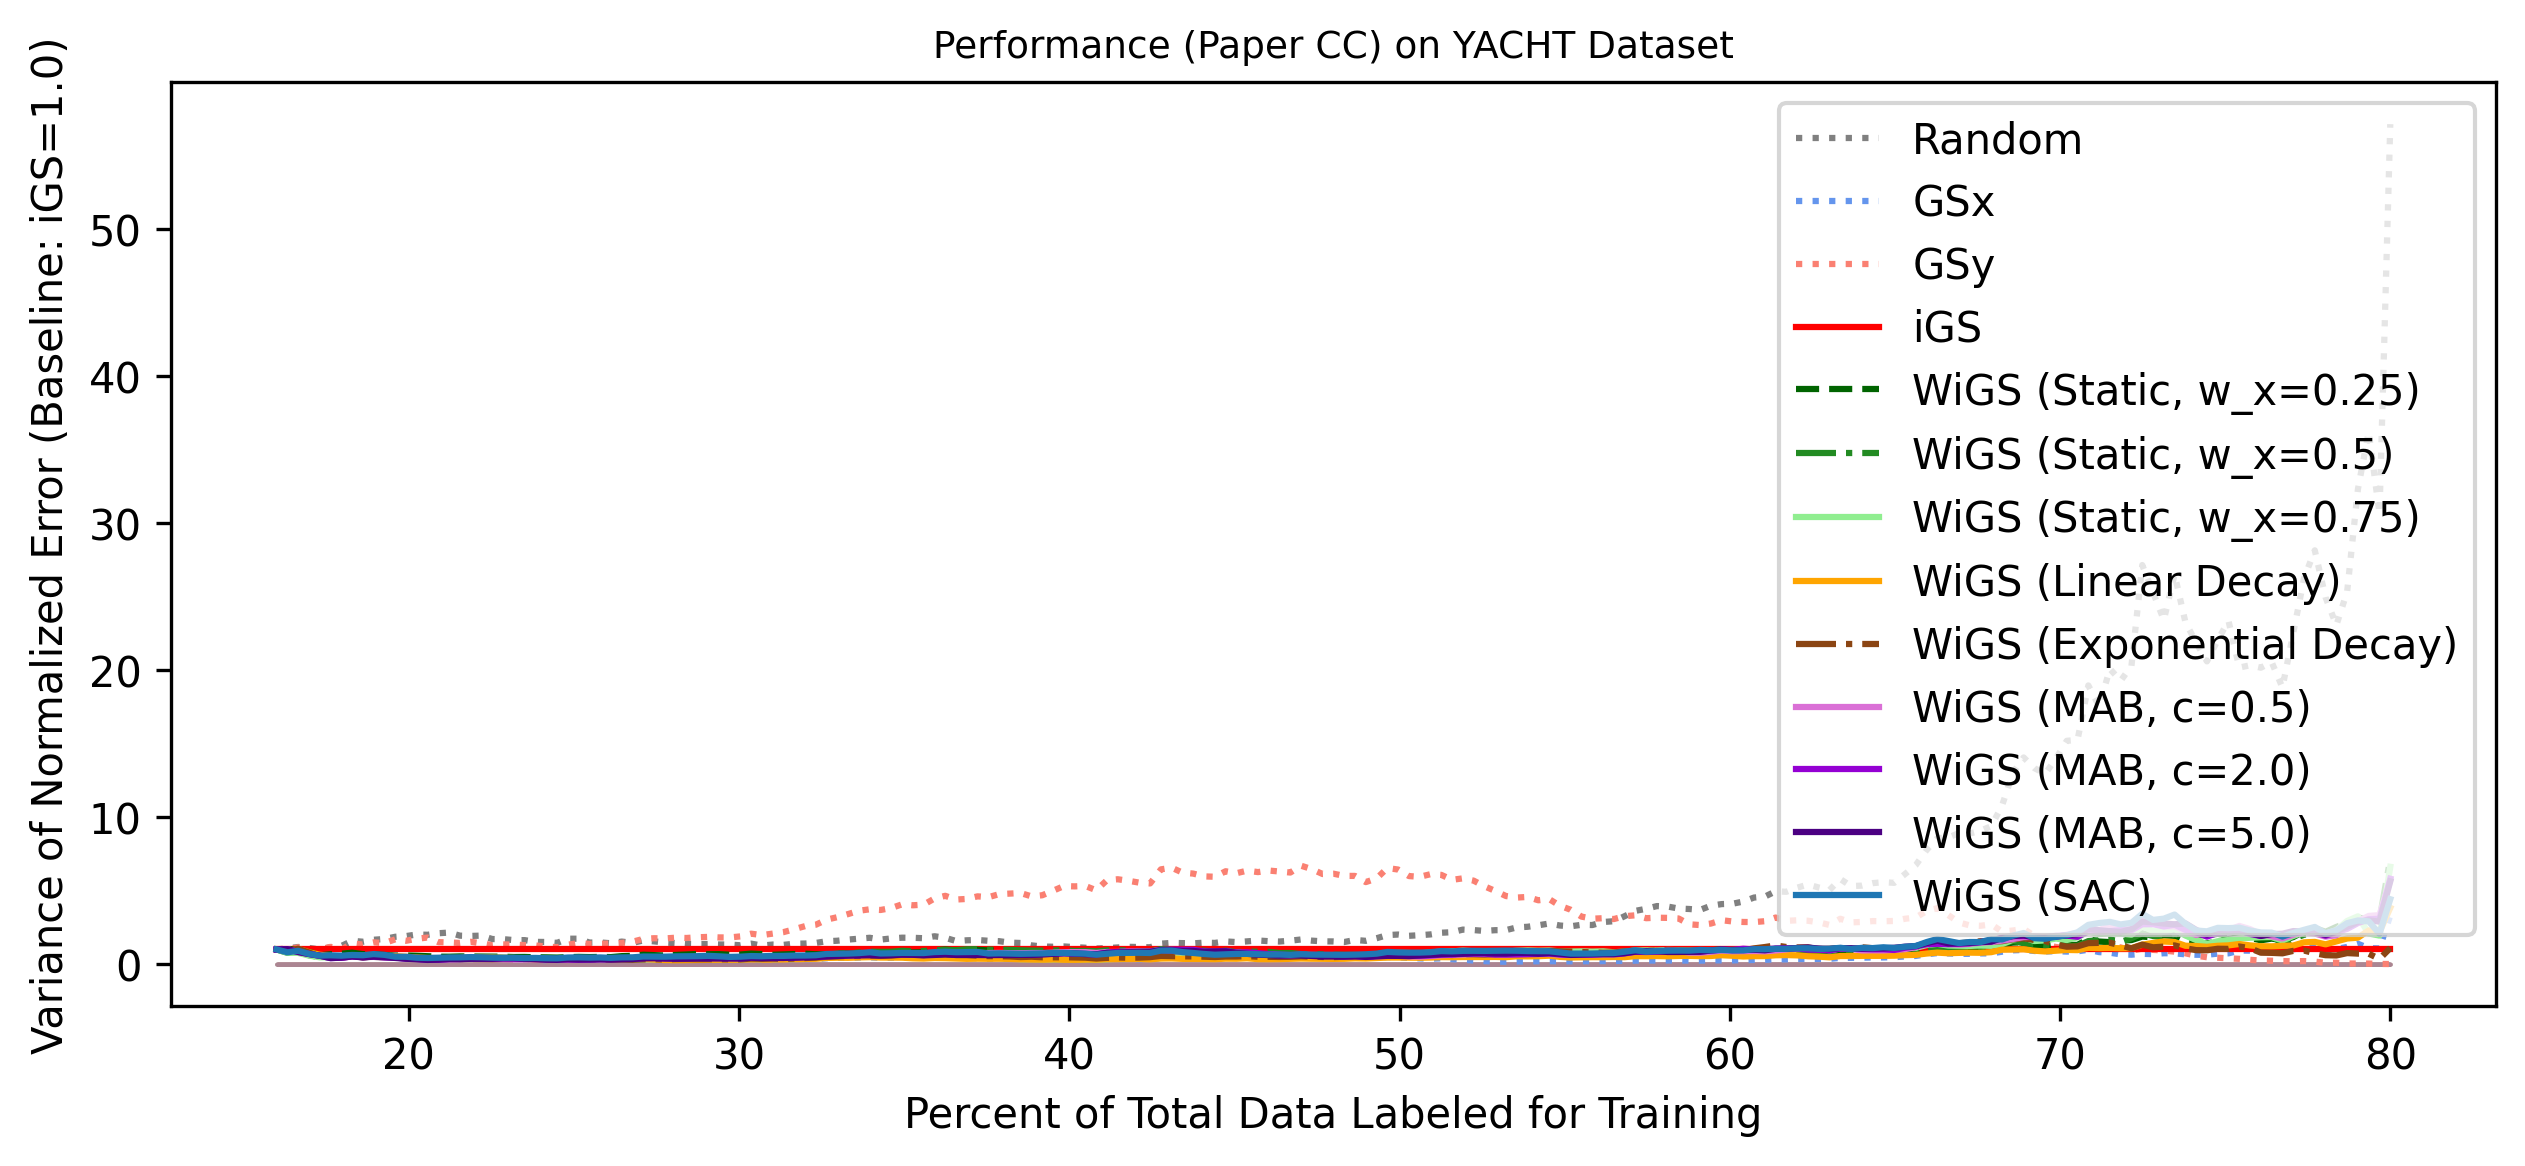 Performance (Paper CC) on YACHT Dataset
Variance of Normalized Error (Baseline: iGS=1.0)
50
40
30
20
10
0
20 30 40 50 60 70 80
Percent of Total Data Labeled for Training
Random
GSx
GSy
iGS
WiGS (Static, w_x=0.25)
WiGS (Static, w_x=0.5)
WiGS (Static, w_x=0.75)
WiGS (Linear Decay)
WiGS (Exponential Decay)
WiGS (MAB, c=0.5)
WiGS (MAB, c=2.0)
WiGS (MAB, c=5.0)
WiGS (SAC)